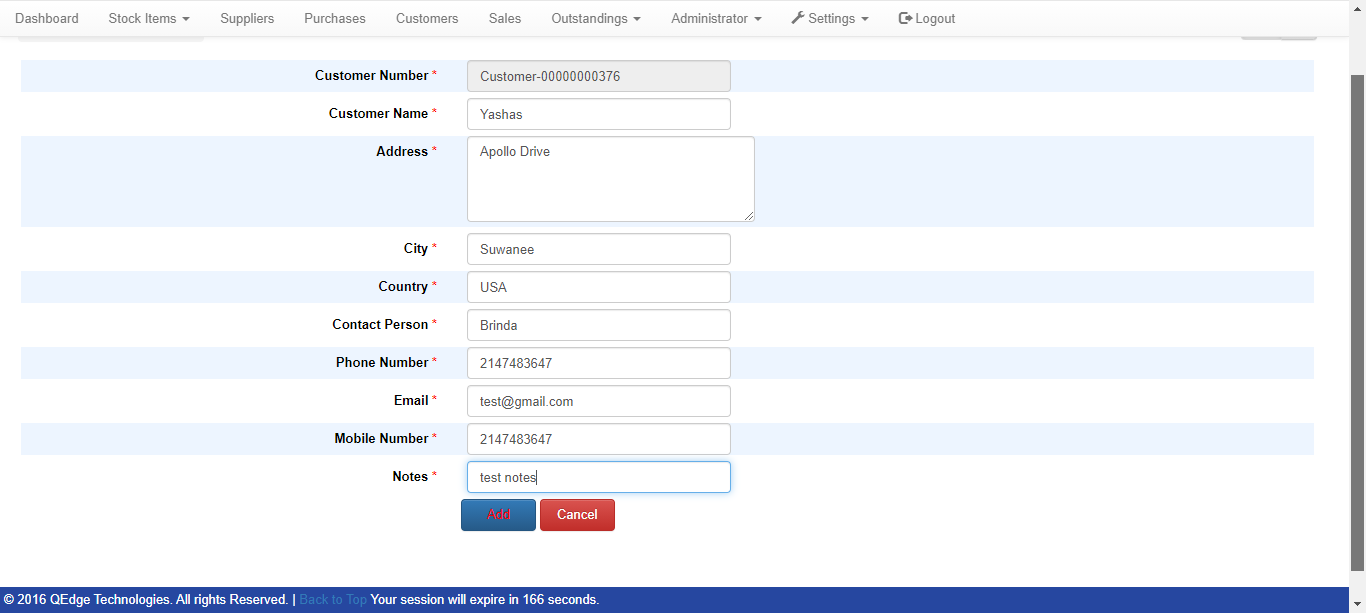 Dashboard Stock Items Suppliers Purchases Customers Sales Outstandings Administrator Settings Logout
Customer Number * Customer-00000000376
Customer Name * Yashas
Address * Apollo Drive
City * Suwanee
Country * USA
Contact Person * Brinda
Phone Number * 2147483647
Email * test@gmail.com
Mobile Number * 2147483647
Notes * test notes
Add Cancel
© 2016 QEdge Technologies. All rights Reserved. | Back to Top Your session will expire in 166 seconds.